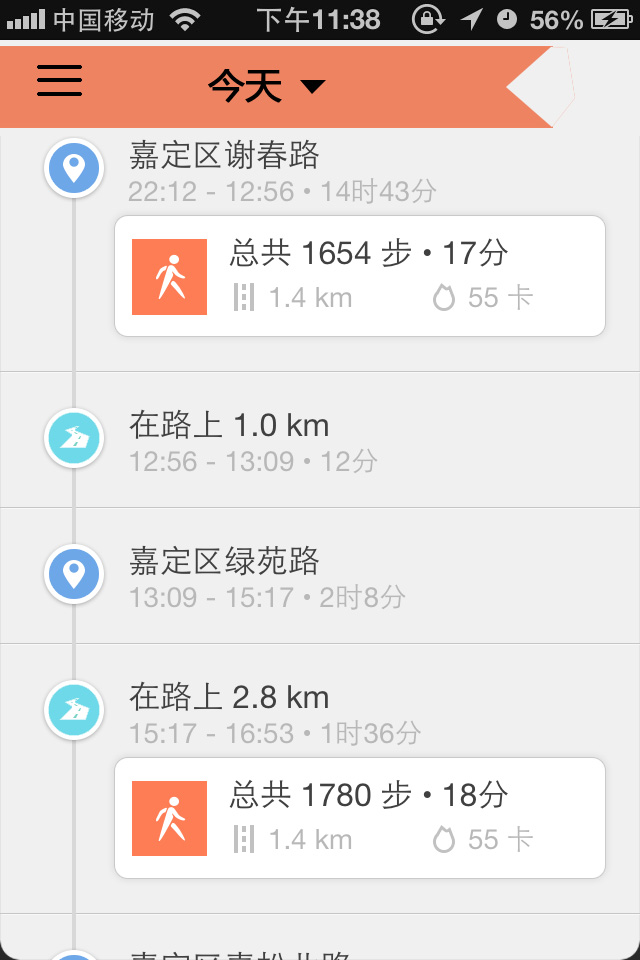 中国移动 下午11:38 56%
今天
嘉定区谢春路
22:12 - 12:56 • 14时43分
总共 1654 步 • 17分
1.4 km 55 卡
在路上 1.0 km
12:56 - 13:09 • 12分
嘉定区绿苑路
13:09 - 15:17 • 2时8分
在路上 2.8 km
15:17 - 16:53 • 1时36分
总共 1780 步 • 18分
1.4 km 55 卡